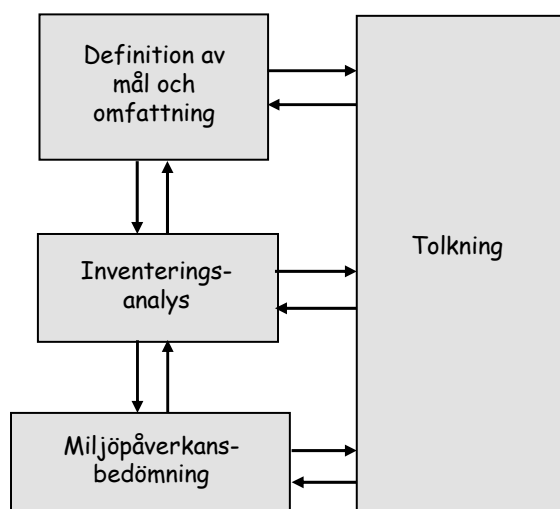 Definition av
mål och
omfattning
Inventerings-
analys
Miljöpåverkans-
bedömning
Tolkning